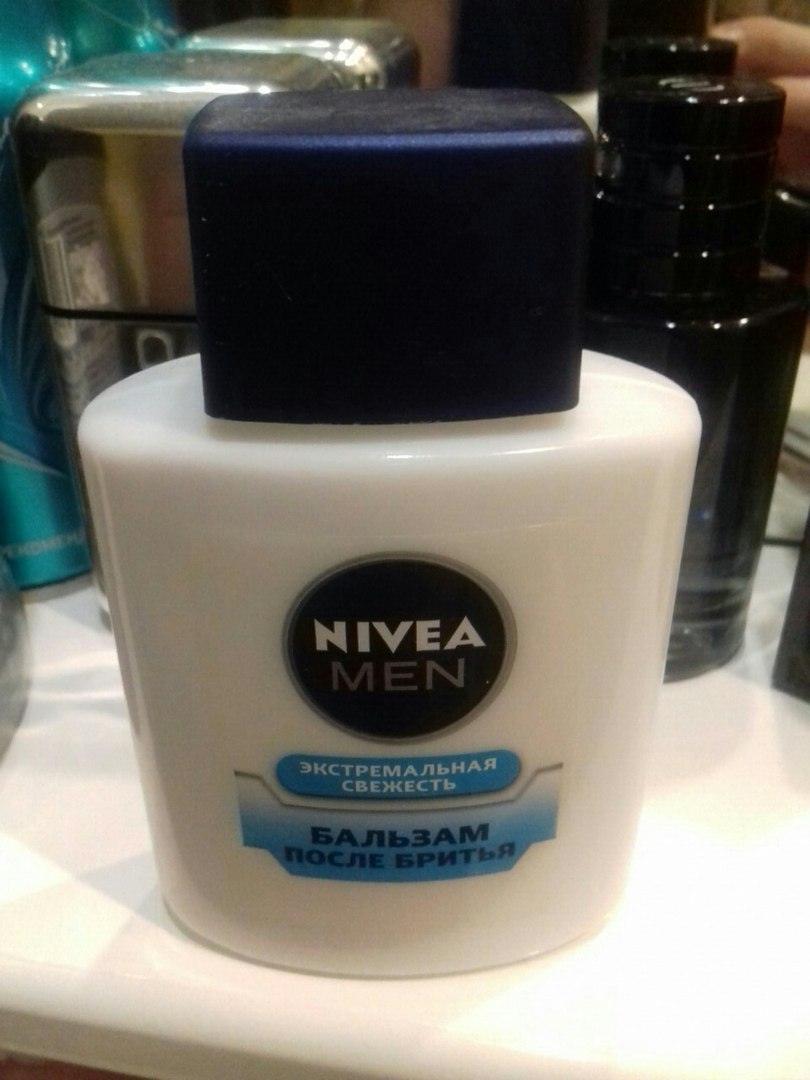 NIVEA
MEN
ЭКСТРЕМАЛЬНАЯ
СВЕЖЕСТЬ
БАЛЬЗАМ
ПОСЛЕ БРИТЬЯ